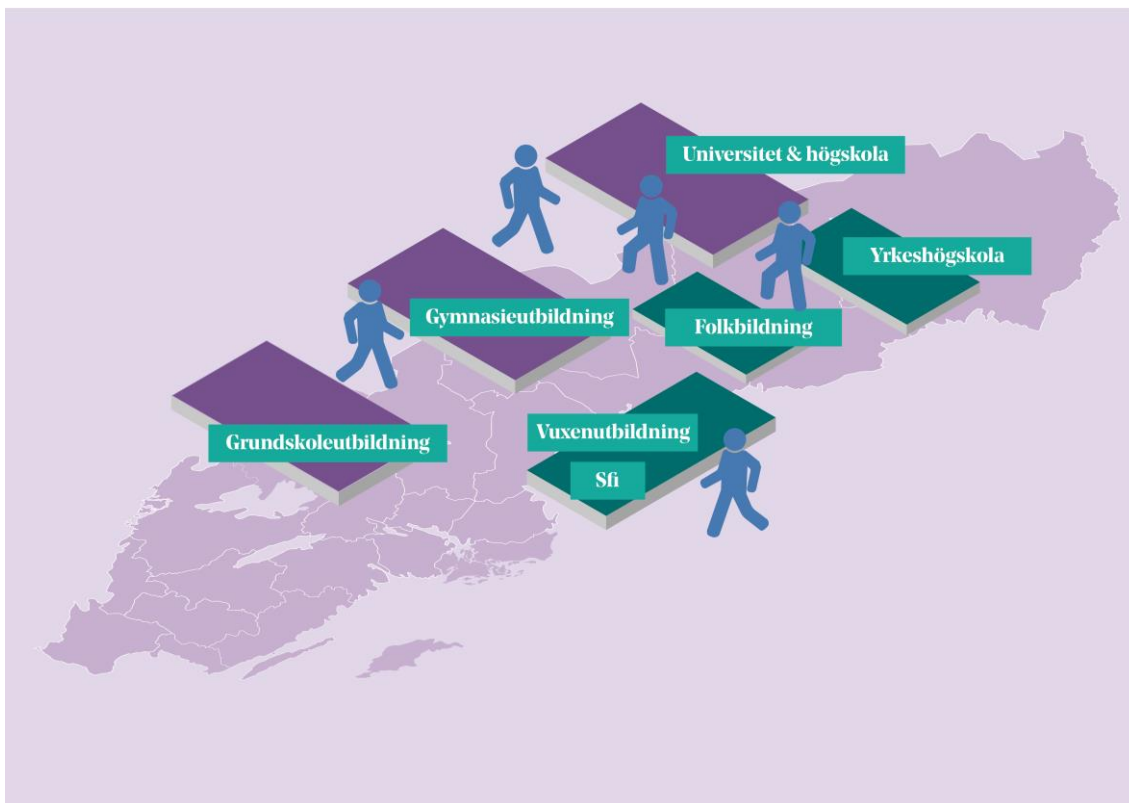 Universitet & högskola
Yrkeshögskola
Gymnasieutbildning
Folkbildning
Grundskoleutbildning
Vuxenutbildning
Sfi